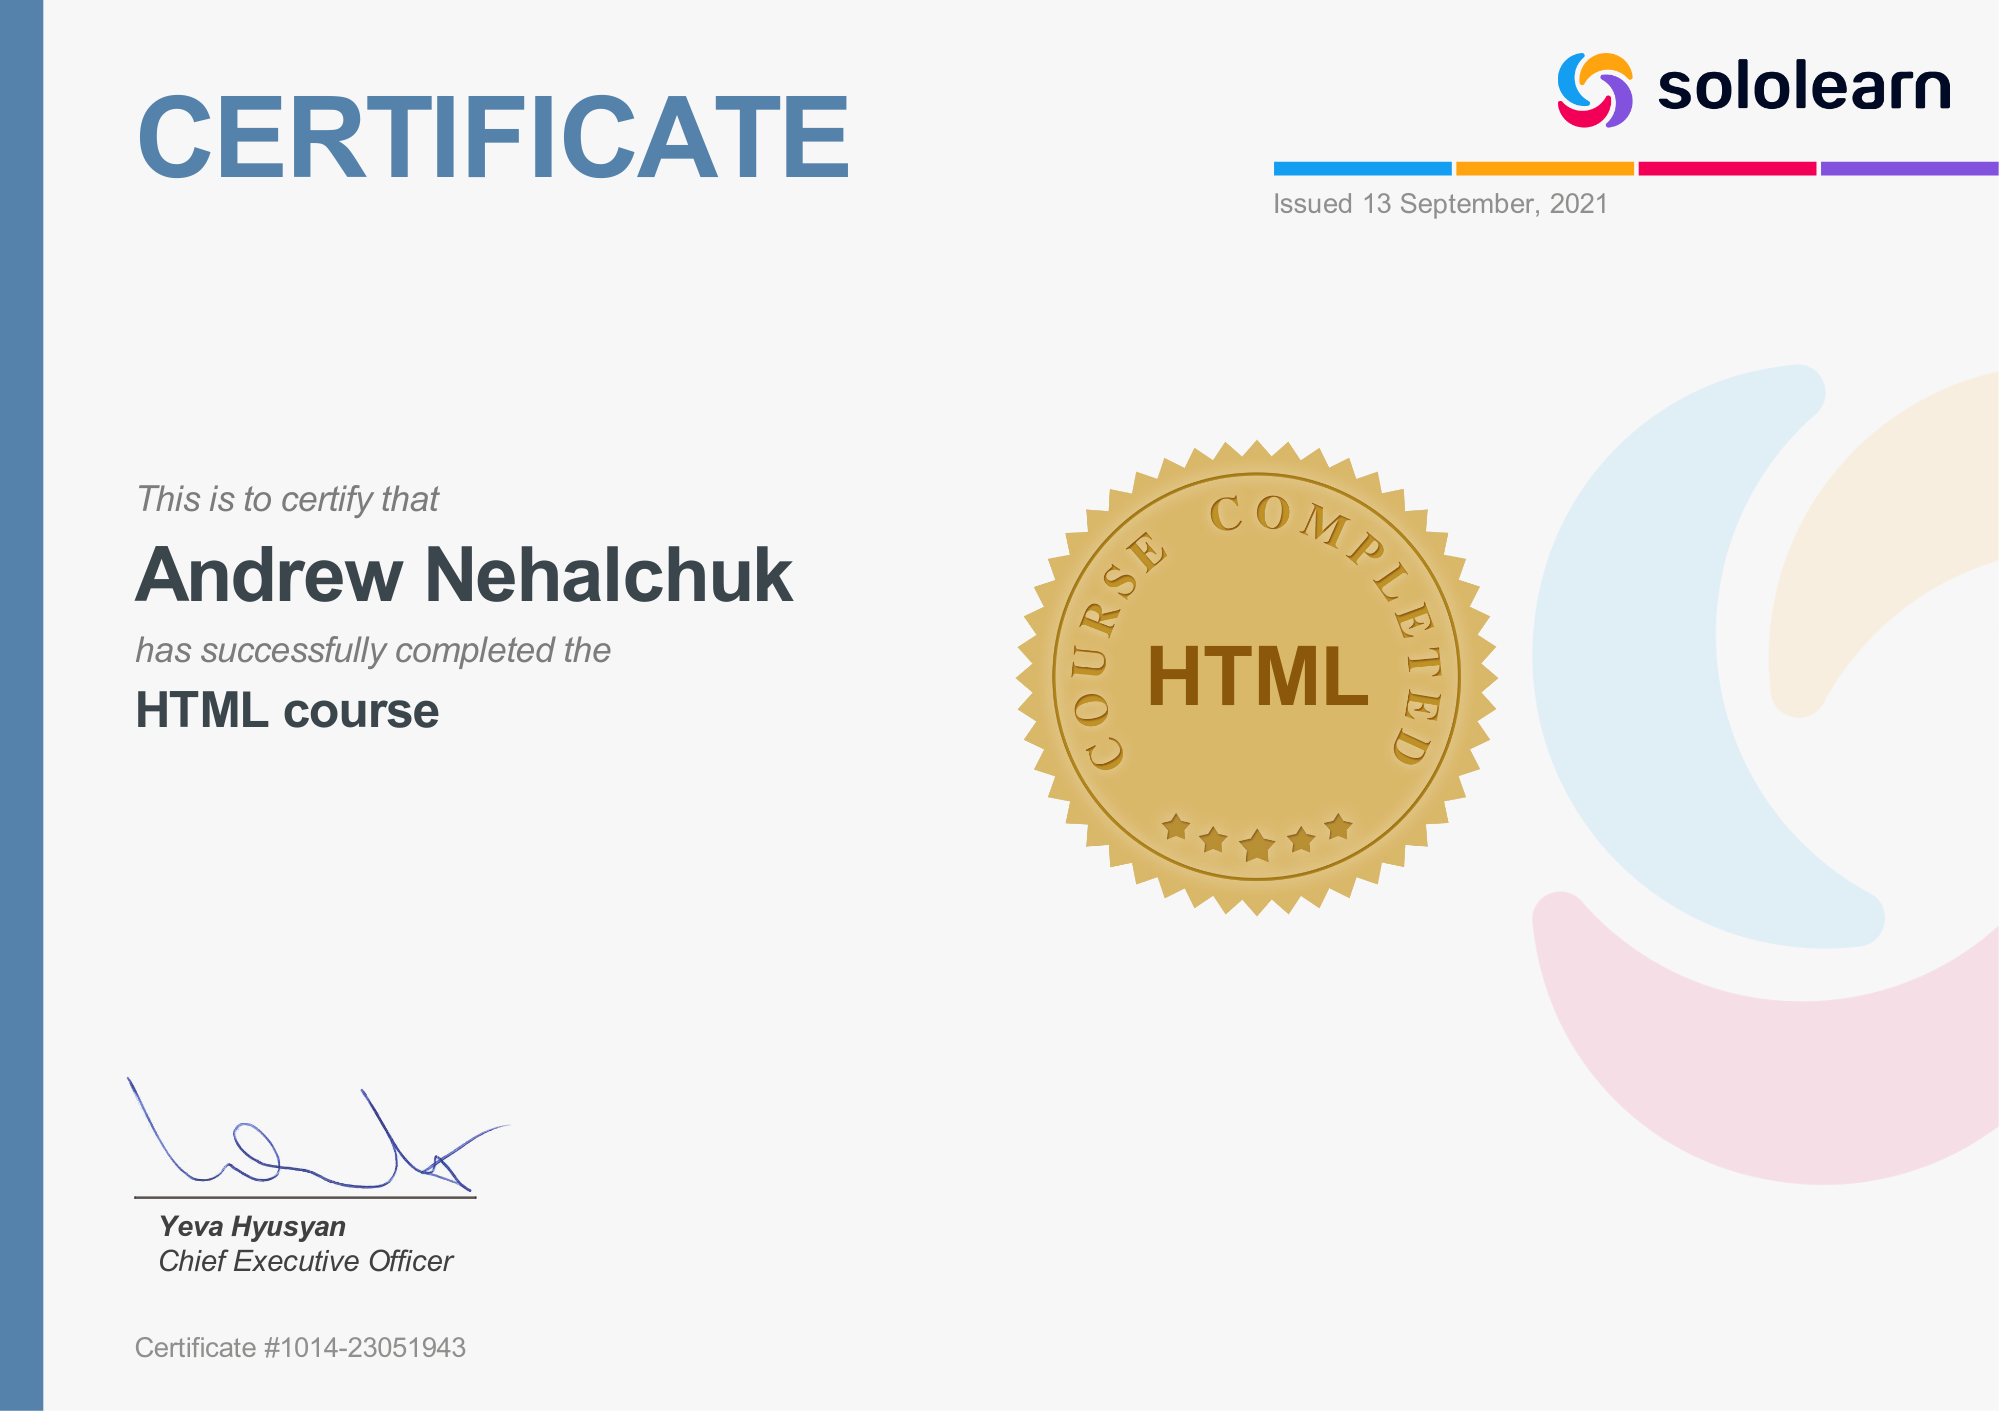 CERTIFICATE
sololearn
Issued 13 September, 2021
This is to certify that
Andrew Nehalchuk
has successfully completed the
HTML course
COURSE COMPLETED
HTML
Yeva Hyusyan
Chief Executive Officer
Certificate #1014-23051943